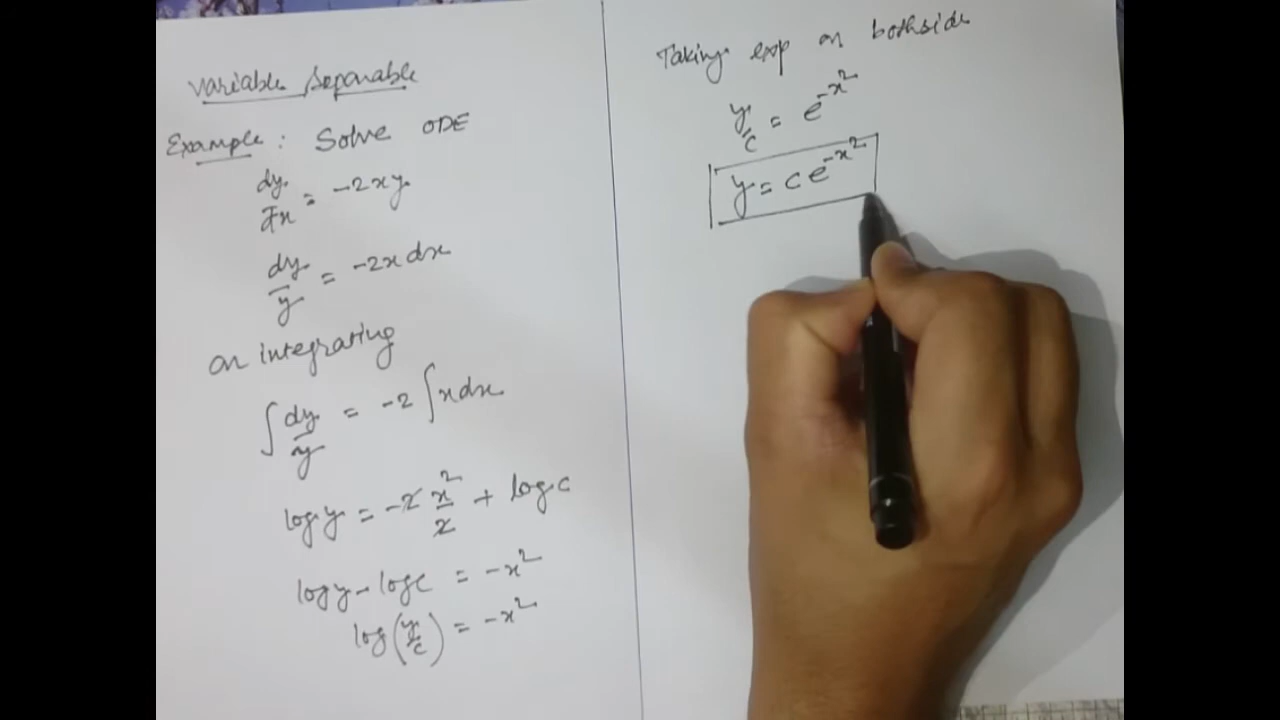 Variable Separable
Example: Solve ODE
dy/dx = -2xy
dy/y = -2x dx
on integrating
∫ dy/y = -2 ∫ x dx
log y = -2 x²/2 + log c
log y - log c = -x²
log(y/c) = -x²
Taking exp on bothside
y/c = e^{-x²}
y = c e^{-x²}